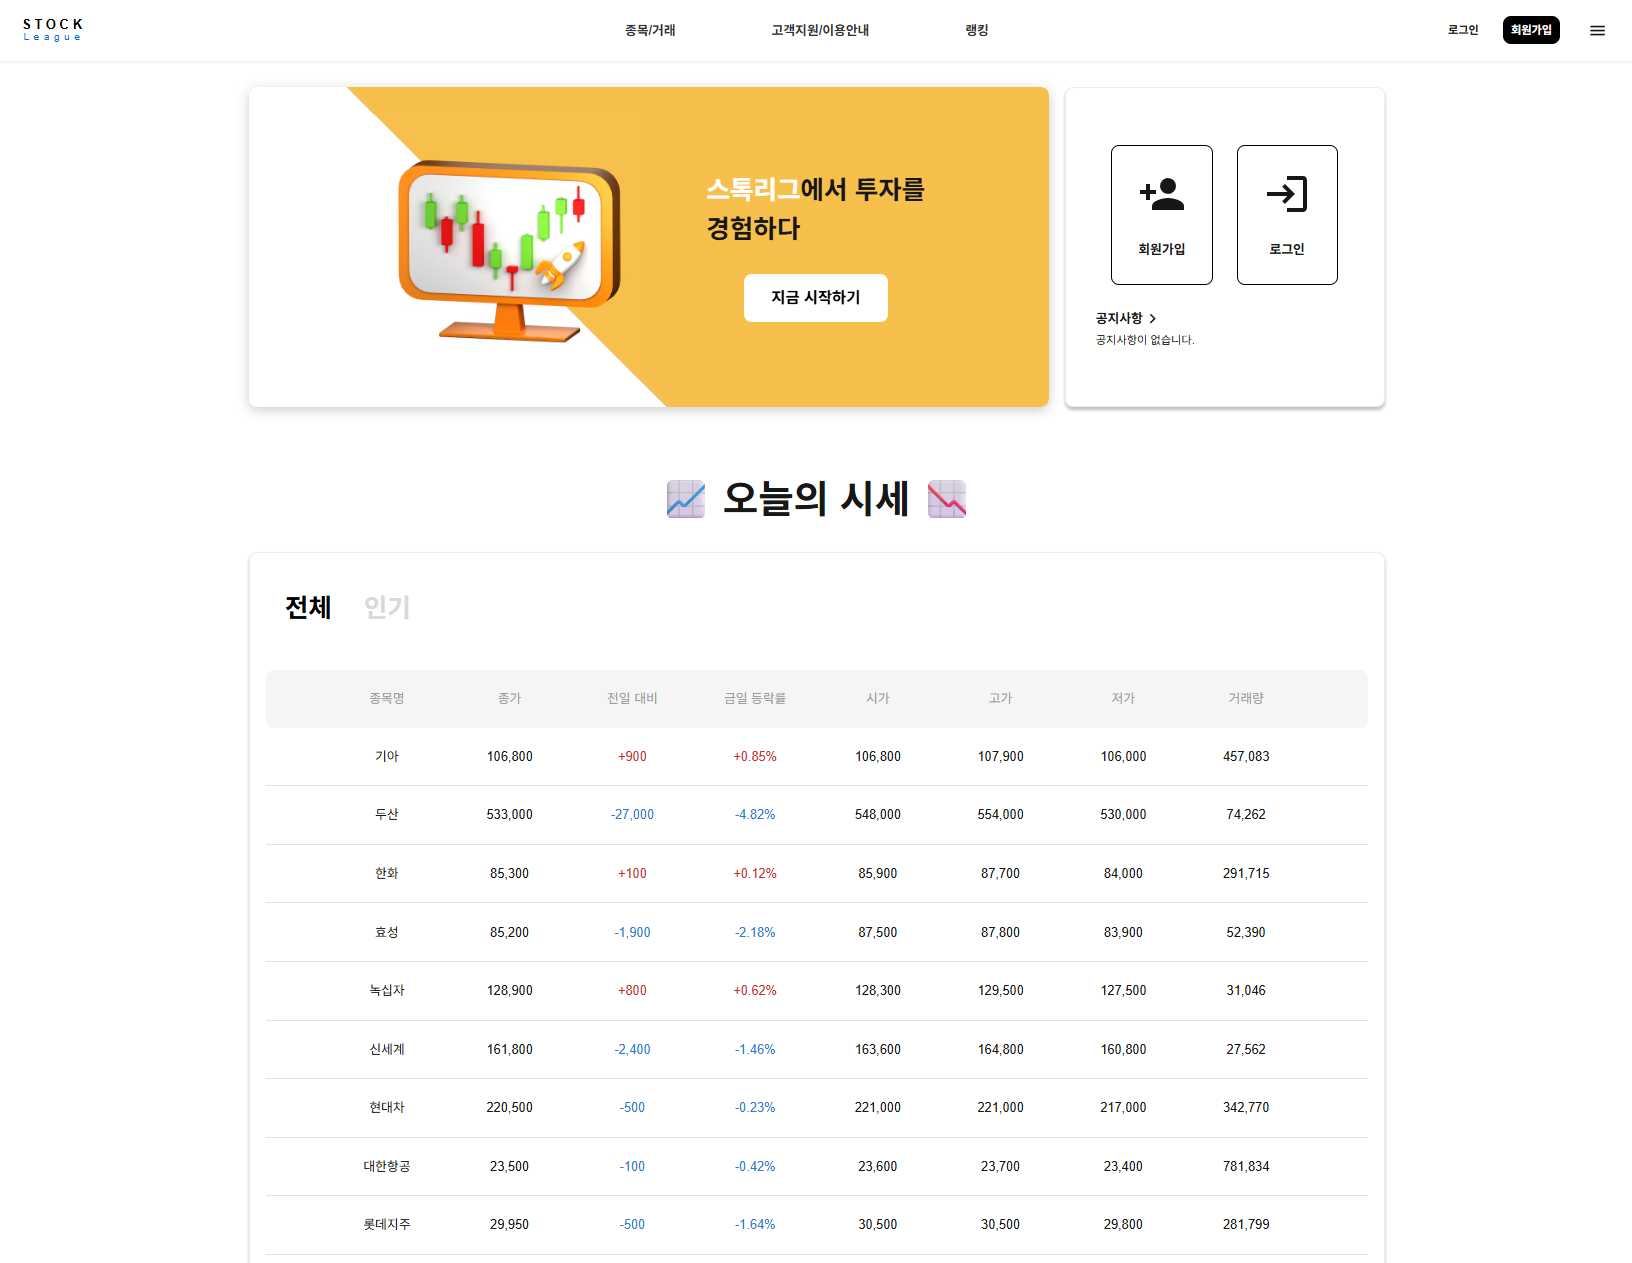 STOCK
League
종목/거래 고객지원/이용안내 랭킹
로그인 회원가입
스톡리그에서 투자를
경험하다
지금 시작하기
회원가입 로그인
공지사항
공지사항이 없습니다.
오늘의 시세
전체 인기
종목명 종가 전일 대비 금일 등락률 시가 고가 저가 거래량
기아 106,800 +900 +0.85% 106,800 107,900 106,000 457,083
두산 533,000 -27,000 -4.82% 548,000 554,000 530,000 74,262
한화 85,300 +100 +0.12% 85,900 87,700 84,000 291,715
효성 85,200 -1,900 -2.18% 87,500 87,800 83,900 52,390
녹십자 128,900 +800 +0.62% 128,300 129,500 127,500 31,046
신세계 161,800 -2,400 -1.46% 163,600 164,800 160,800 27,562
현대차 220,500 -500 -0.23% 221,000 221,000 217,000 342,770
대한항공 23,500 -100 -0.42% 23,600 23,700 23,400 781,834
롯데지주 29,950 -500 -1.64% 30,500 30,500 29,800 281,799